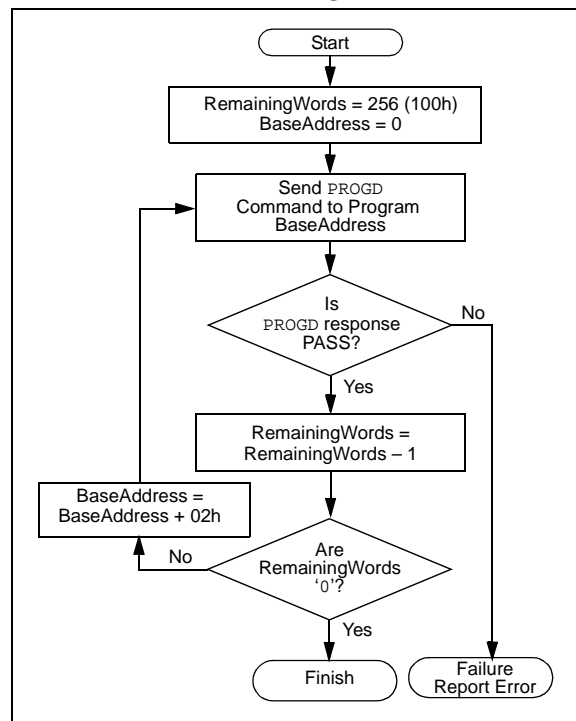 Start
RemainingWords = 256 (100h)
BaseAddress = 0
Send PROGD
Command to Program
BaseAddress
Is
PROGD response
PASS?
No
Yes
RemainingWords =
RemainingWords – 1
BaseAddress =
BaseAddress + 02h
Are
RemainingWords
‘0’?
No
Yes
Finish
Failure
Report Error